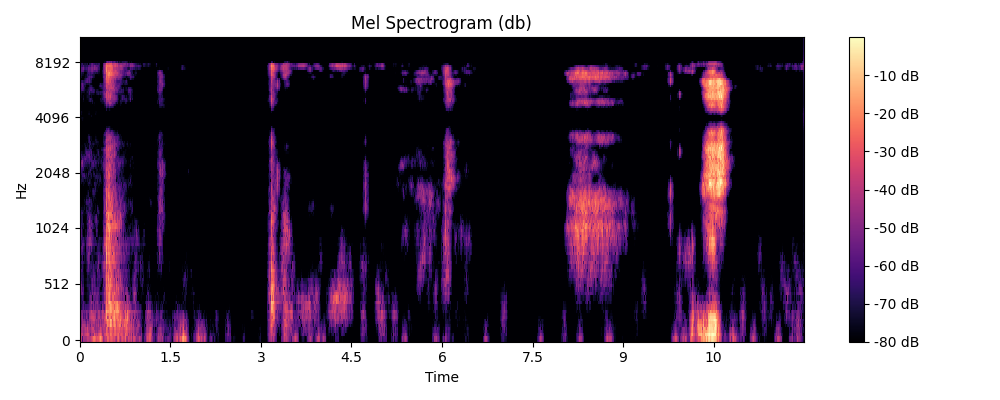 Mel Spectrogram (db)
8192
4096
2048
1024
512
0
Hz
0 1.5 3 4.5 6 7.5 9 10
Time
-10 dB
-20 dB
-30 dB
-40 dB
-50 dB
-60 dB
-70 dB
-80 dB